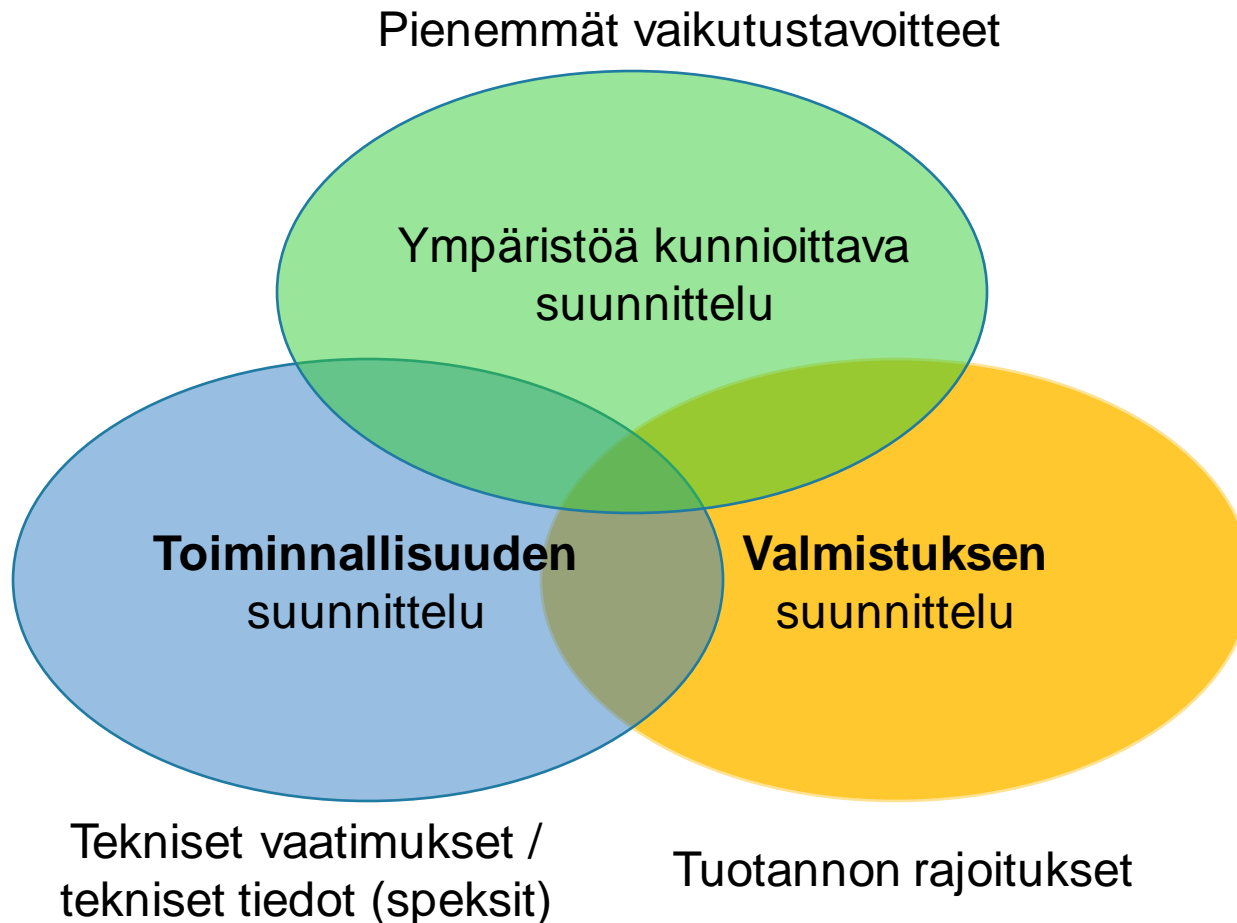 Pienemmät vaikutustavoitteet
Ympäristöä kunnioittava
suunnittelu
Toiminnallisuuden
suunnittelu
Valmistuksen
suunnittelu
Tekniset vaatimukset /
tekniset tiedot (speksit)
Tuotannon rajoitukset